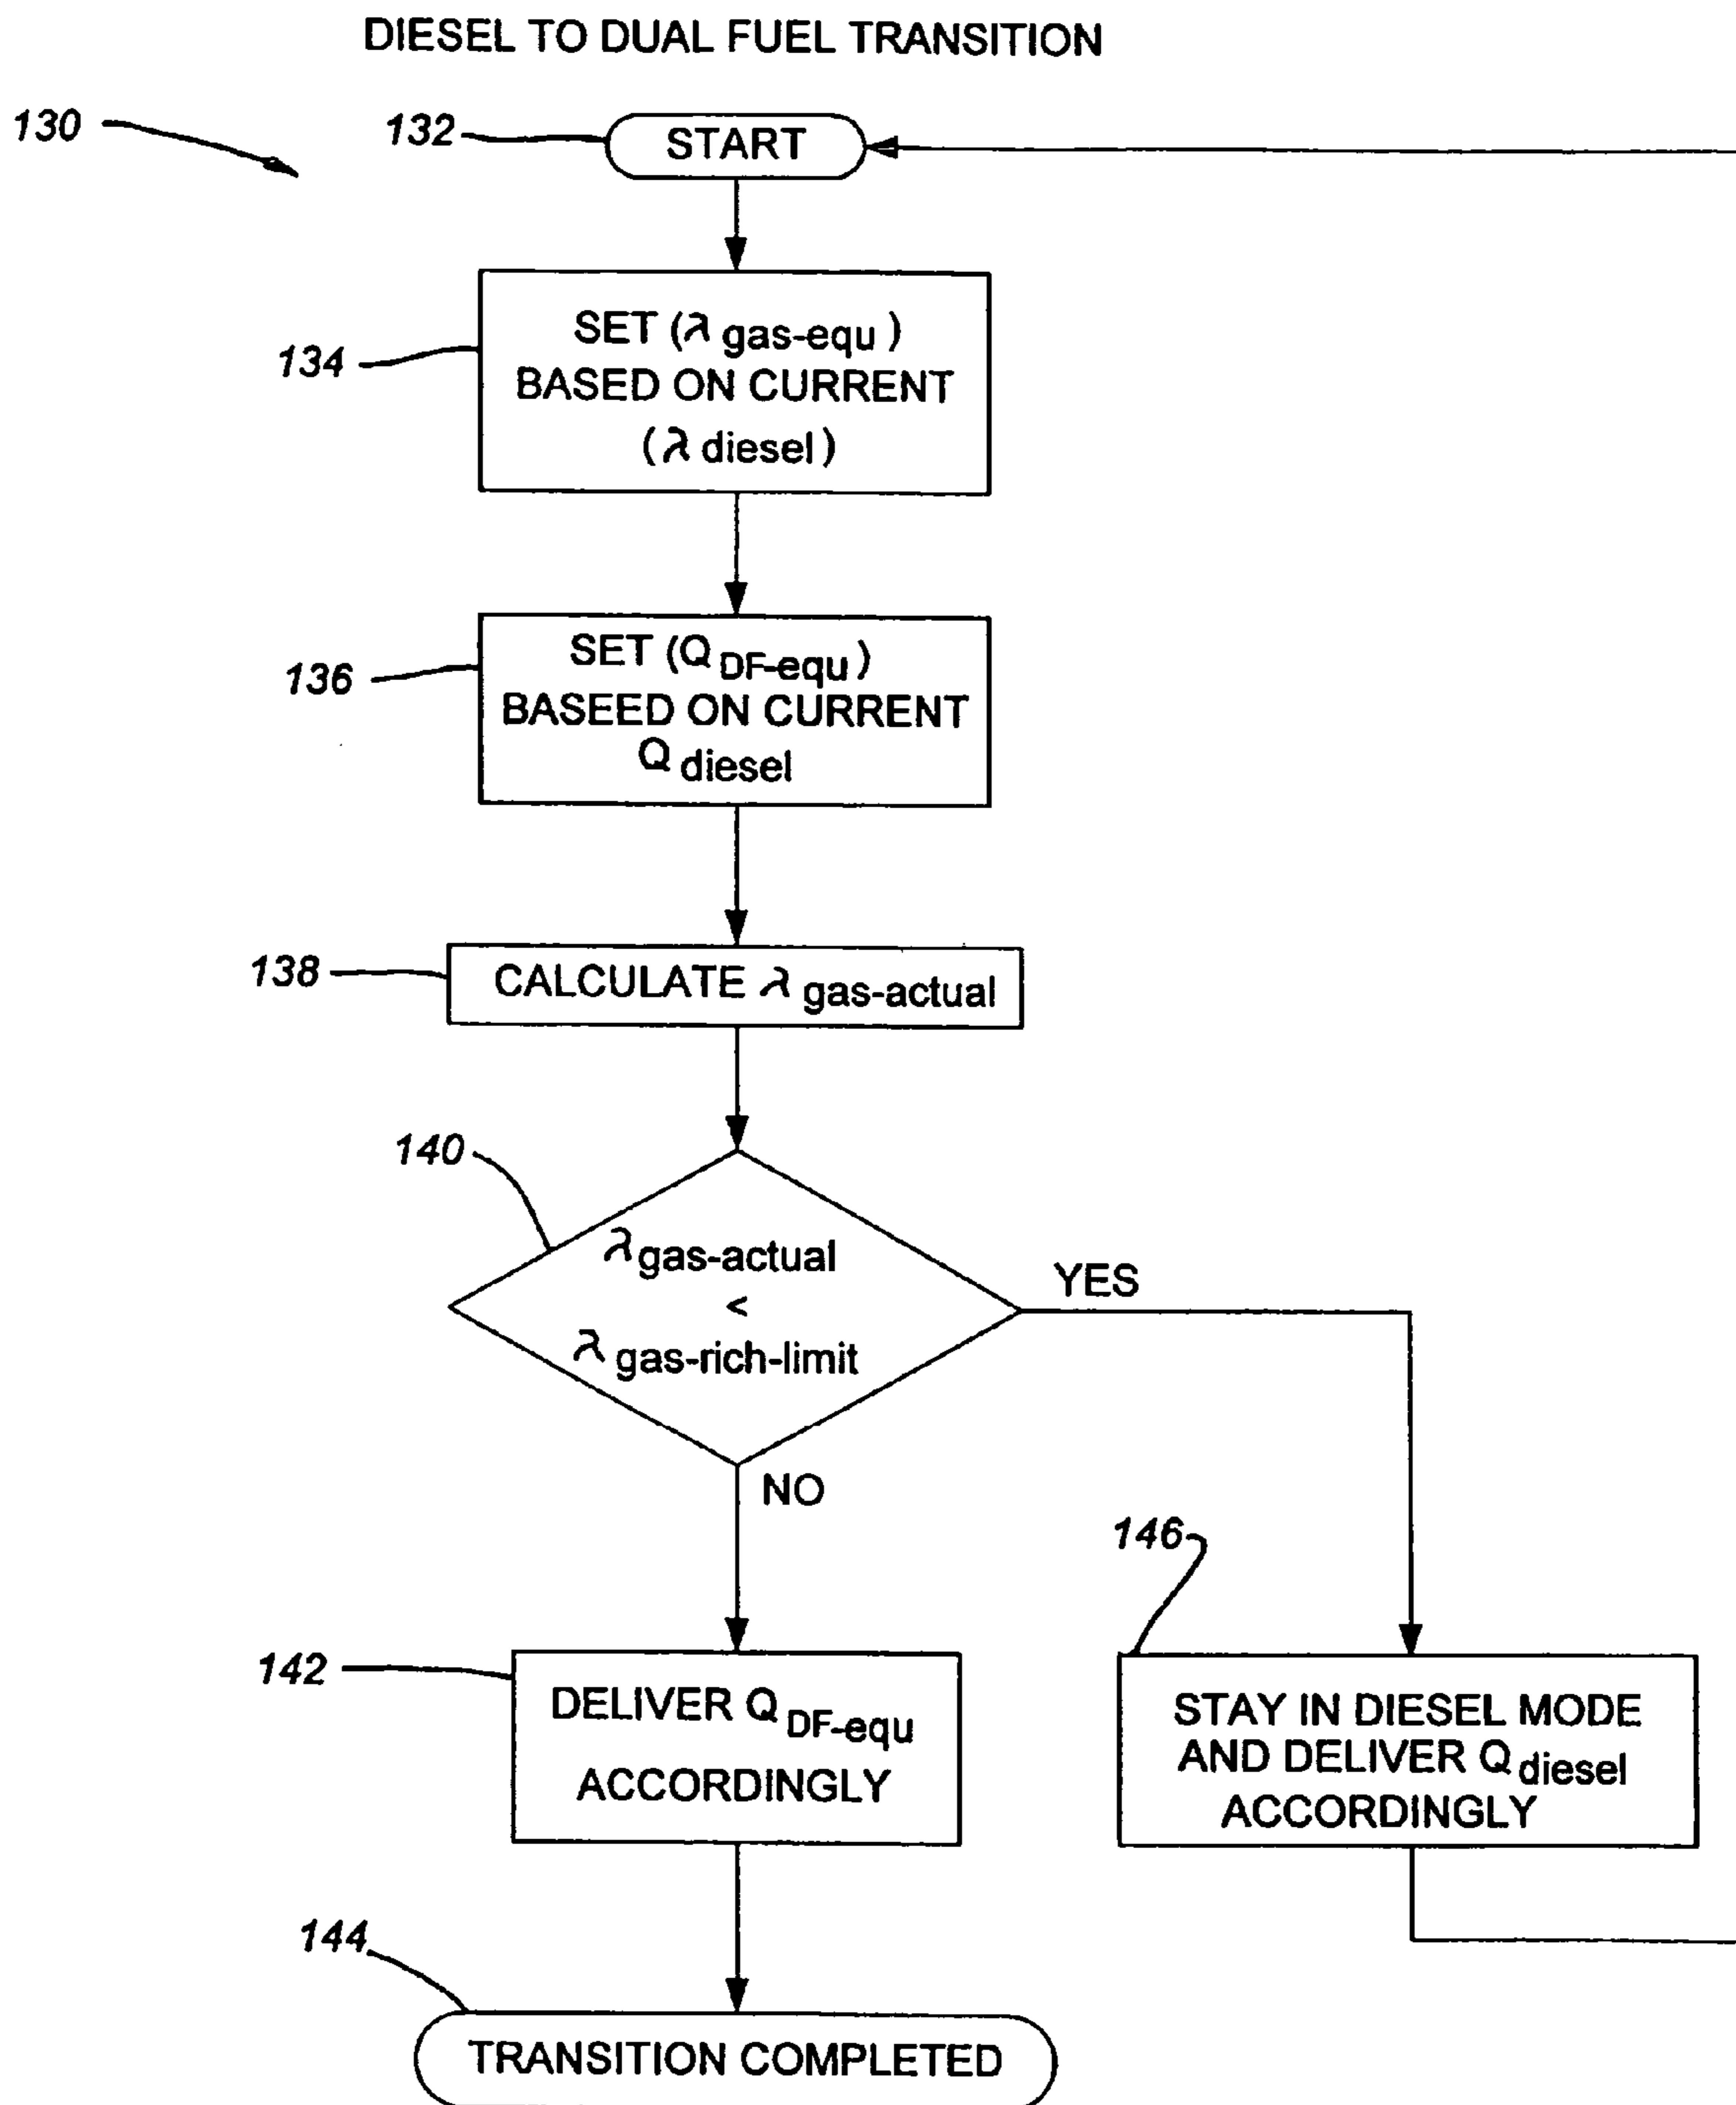 DIESEL TO DUAL FUEL TRANSITION
130
132
START
134
SET (λ gas-equ)
BASED ON CURRENT
(λ diesel)
136
SET (Q DF-equ)
BASEED ON CURRENT
Q diesel
138
CALCULATE λ gas-actual
140
λ gas-actual
<
λ gas-rich-limit
YES
NO
146
142
DELIVER Q DF-equ
ACCORDINGLY
STAY IN DIESEL MODE
AND DELIVER Q diesel
ACCORDINGLY
144
TRANSITION COMPLETED